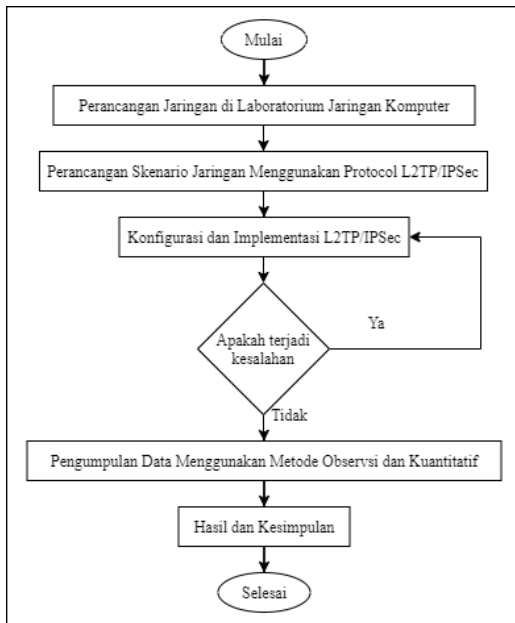 Mulai
Perancangan Jaringan di Laboratorium Jaringan Komputer
Perancangan Skenario Jaringan Menggunakan Protocol L2TP/IPSec
Konfigurasi dan Implementasi L2TP/IPSec
Apakah terjadi
kesalahan
Ya
Tidak
Pengumpulan Data Menggunakan Metode Observsi dan Kuantitatif
Hasil dan Kesimpulan
Selesai